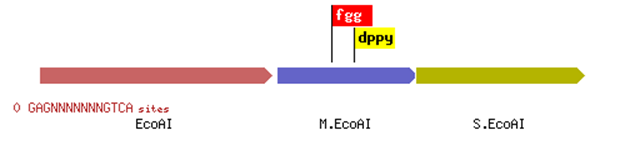 fgg
dppy
0 GAGNNNNNNNGTCA sites
EcoAI M.EcoAI S.EcoAI